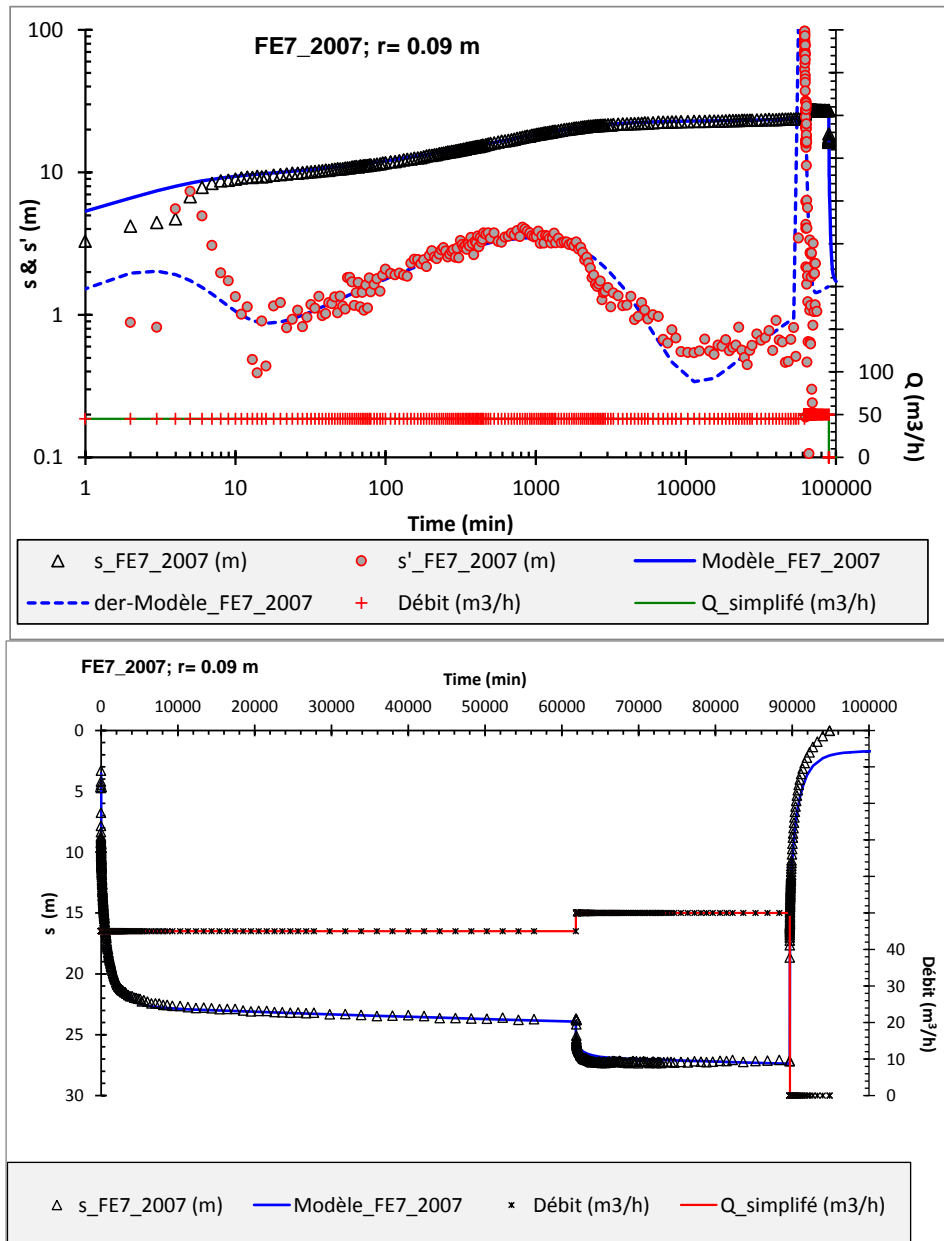 FE7_2007; r= 0.09 m
100
10
1
0.1
s & s' (m)
100
50
0
Q (m3/h)
1 10 100 1000 10000 100000
Time (min)
s_FE7_2007 (m) s'_FE7_2007 (m) Modèle_FE7_2007
der-Modèle_FE7_2007 Débit (m3/h) Q_simplifé (m3/h)
FE7_2007; r= 0.09 m
Time (min)
0 10000 20000 30000 40000 50000 60000 70000 80000 90000 100000
0
5
10
15
20
25
30
s (m)
40
30
20
10
0
Débit (m³/h)
s_FE7_2007 (m) Modèle_FE7_2007 Débit (m3/h) Q_simplifé (m3/h)